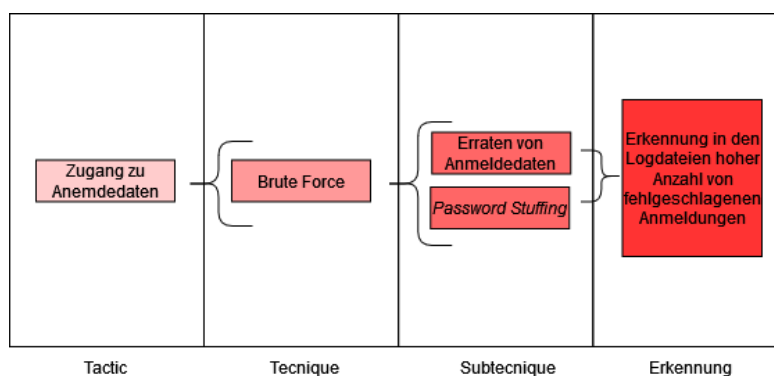 Zugang zu
Anemdedaten
Brute Force
Erraten von
Anmeldedaten
Password Stuffing
Erkennung in den
Logdateien hoher
Anzahl von
fehlgeschlagenen
Anmeldungen
Tactic
Tecnique
Subtecnique
Erkennung